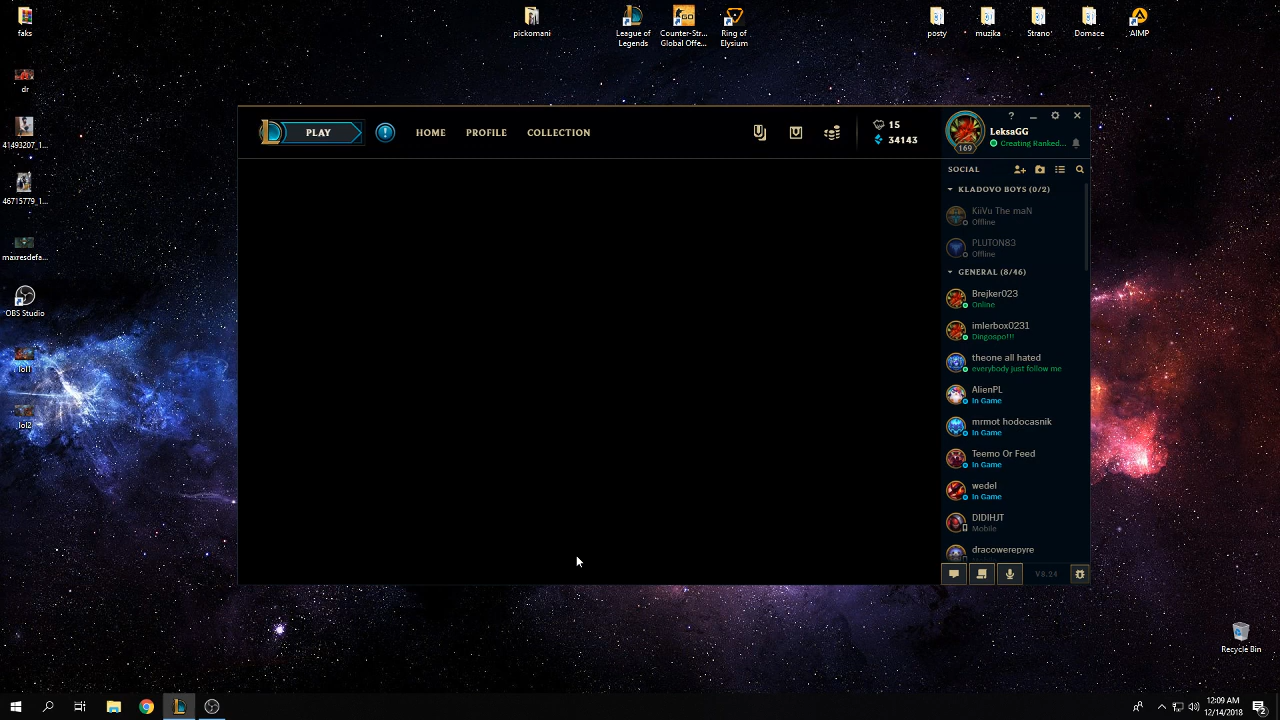 faks
dr
41493207_1...
46715779_1...
maxresdefa...
OBS Studio
lol1
lol2
pickomani
League of
Legends
Counter-Str...
Global Offe...
Ring of
Elysium
posty
muzika
Strano
Domace
AIMP
PLAY
HOME
PROFILE
COLLECTION
15
34143
?
LeksaGG
Creating Ranked...
169
SOCIAL
KLADOVO BOYS (0/2)
KiiVu The maN
Offline
PLUTON83
Offline
GENERAL (8/46)
Brejker023
Online
imlerbox0231
Dingospo!!!
theone all hated
everybody just follow me
AlienPL
In Game
mrmot hodocasnik
In Game
Teemo Or Feed
In Game
wedel
In Game
DIDIHJT
Mobile
dracowerepyre
V8.24
Recycle Bin
12:09 AM
12/14/2018
2